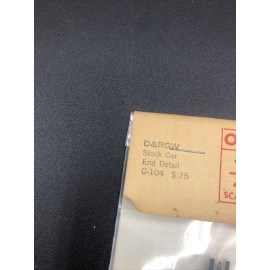 D&RGW
Stock Car
End Detail
C-104 $.75